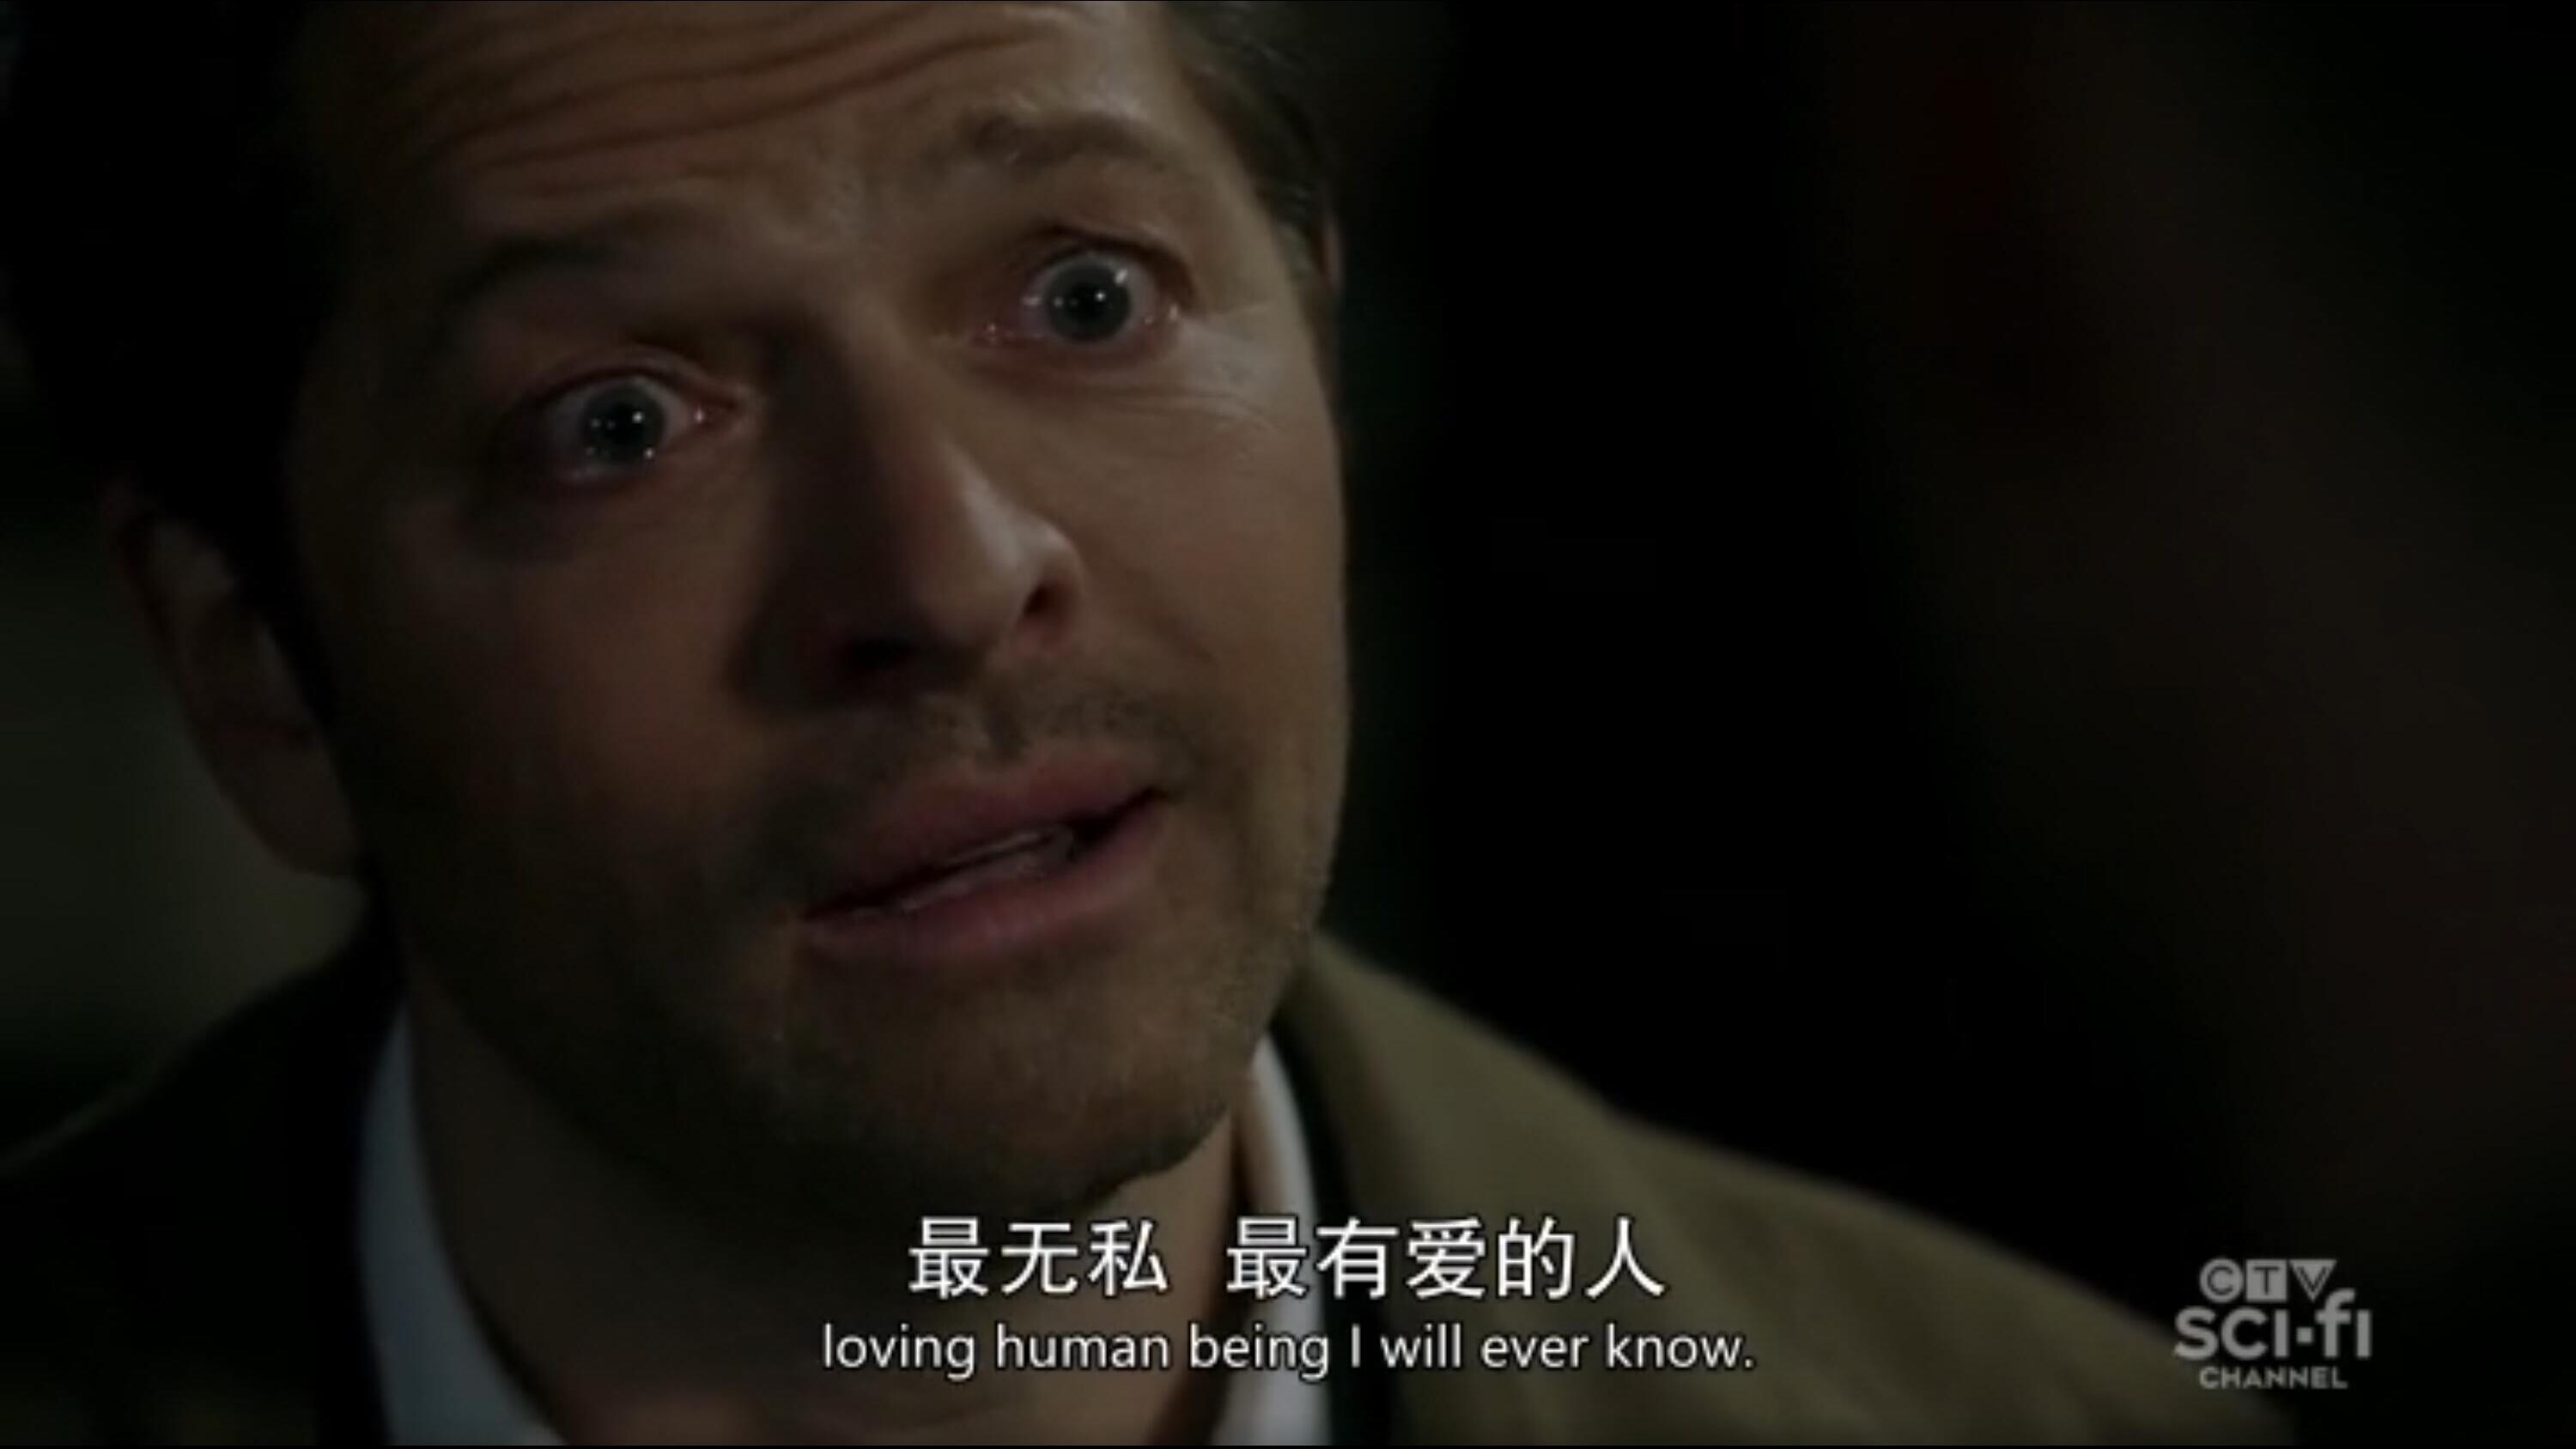 最无私 最有爱的人
loving human being I will ever know.
CTV
SCI-FI
CHANNEL